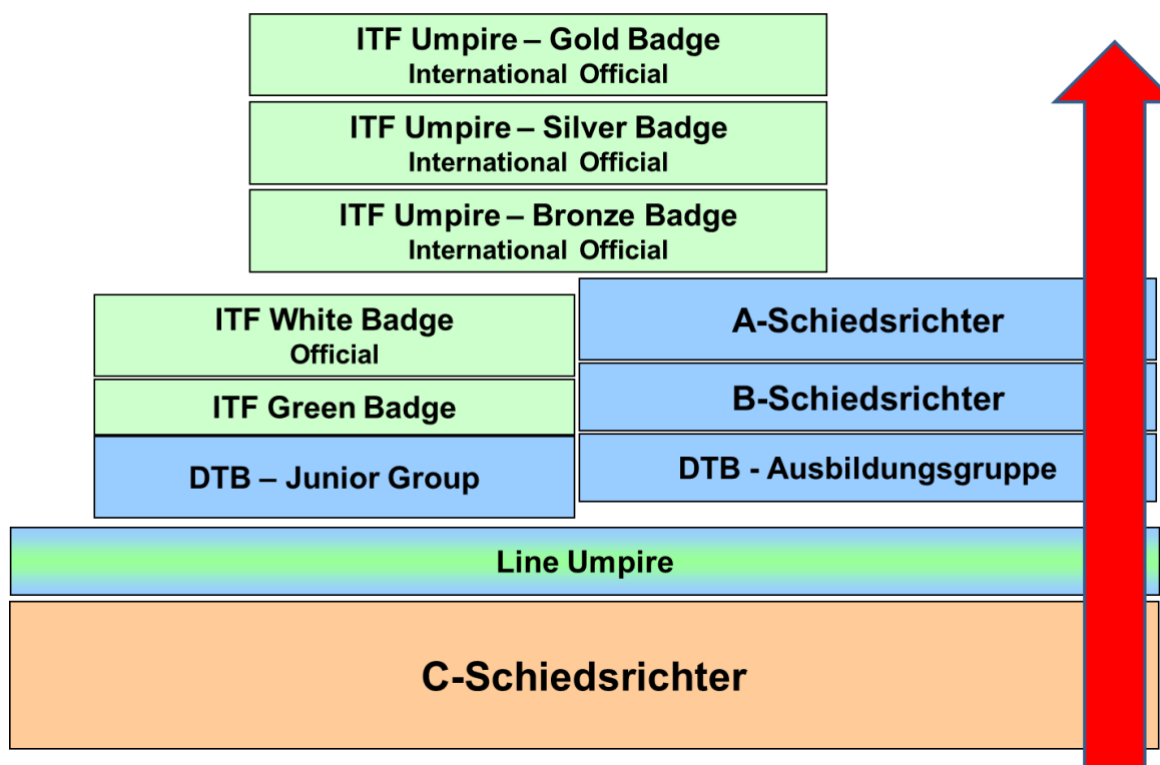 ITF Umpire – Gold Badge
International Official
ITF Umpire – Silver Badge
International Official
ITF Umpire – Bronze Badge
International Official
ITF White Badge
Official
ITF Green Badge
DTB – Junior Group
A-Schiedsrichter
B-Schiedsrichter
DTB - Ausbildungsgruppe
Line Umpire
C-Schiedsrichter